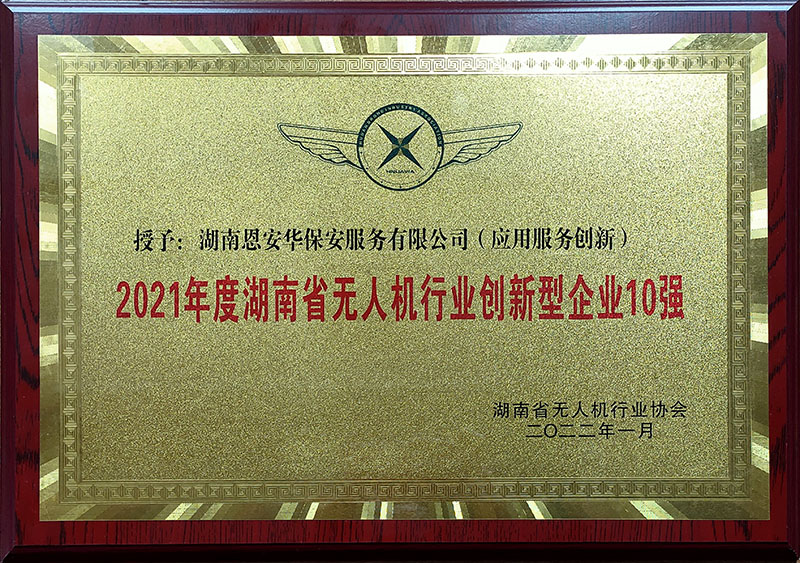 HNUAVIA
授予：湖南恩安华保安服务有限公司（应用服务创新）
2021年度湖南省无人机行业创新型企业10强
湖南省无人机行业协会
二〇二二年一月